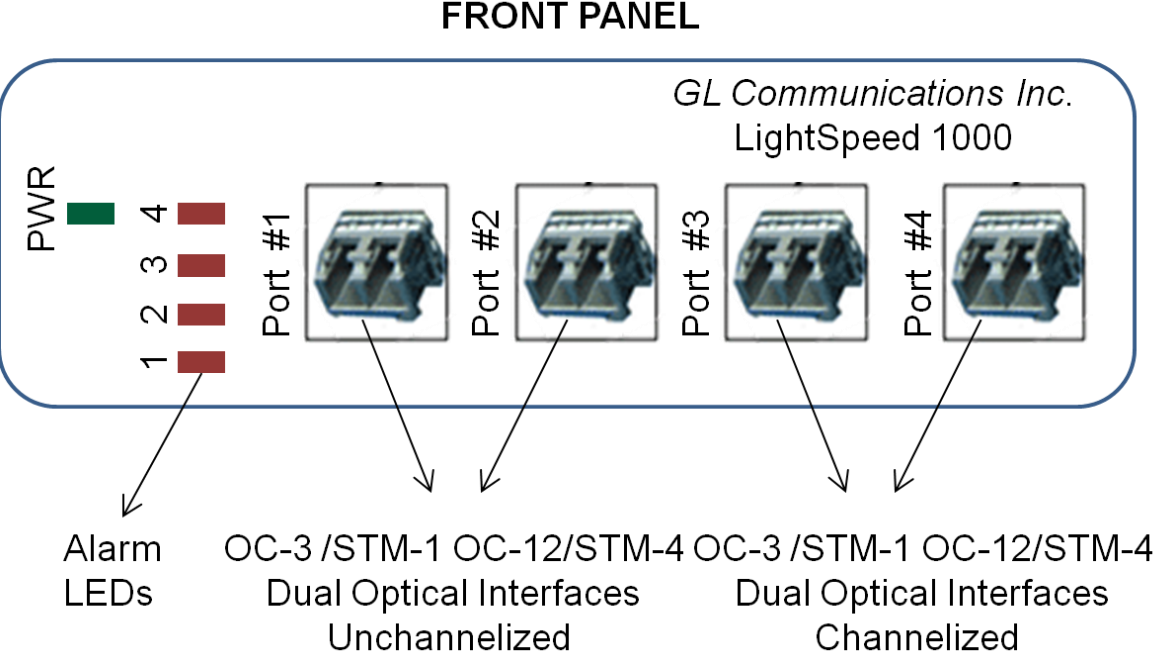 FRONT PANEL
GL Communications Inc.
LightSpeed 1000
PWR
4
3
2
1
Port #1
Port #2
Port #3
Port #4
Alarm
LEDs
OC-3 /STM-1 OC-12/STM-4
Dual Optical Interfaces
Unchannelized
OC-3 /STM-1 OC-12/STM-4
Dual Optical Interfaces
Channelized